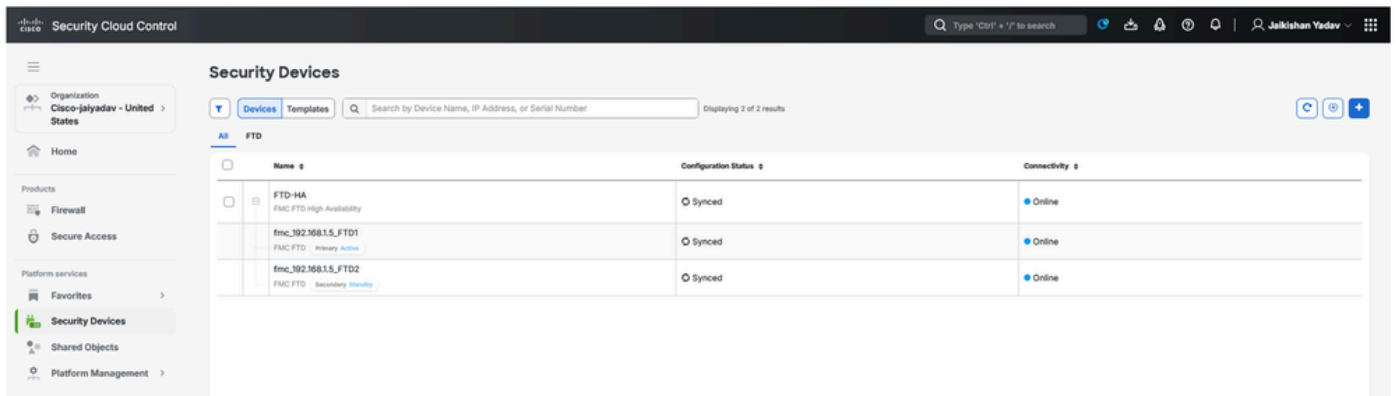 cisco Security Cloud Control
Type 'Ctrl' + '/' to search
Jaikishan Yadav
Organization
Cisco-jaiyadav - United
States
Home
Products
Firewall
Secure Access
Platform services
Favorites
Security Devices
Shared Objects
Platform Management
Security Devices
Devices Templates
Search by Device Name, IP Address, or Serial Number
Displaying 2 of 2 results
All FTD
Name Configuration Status Connectivity
FTD-HA
FMC FTD High Availability
Synced
Online
fmc_192.168.1.5_FTD1
FMC FTD Primary Active
Synced
Online
fmc_192.168.1.5_FTD2
FMC FTD Secondary Standby
Synced
Online